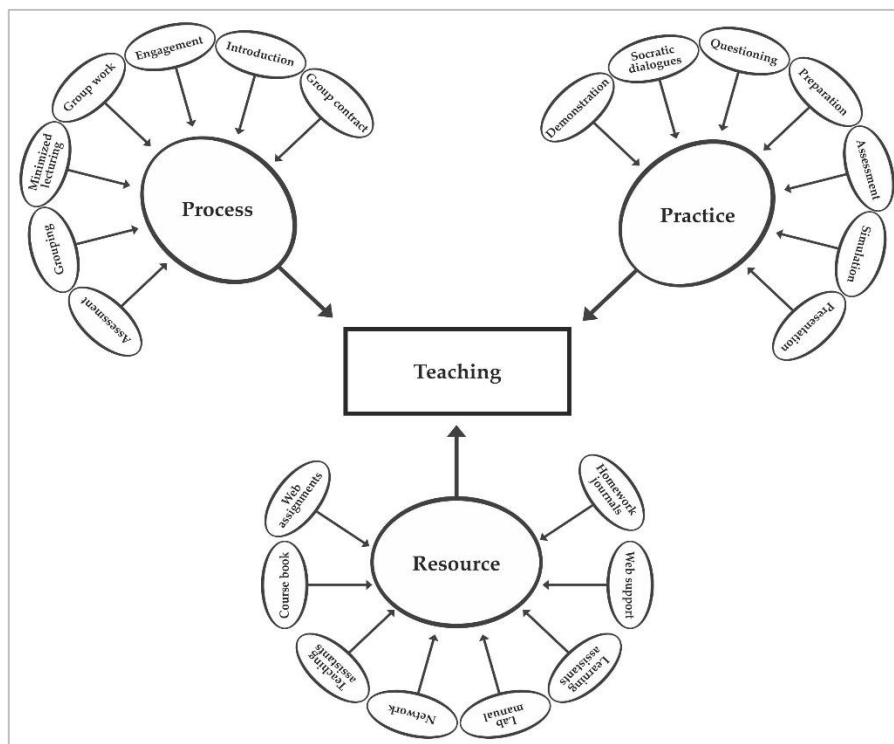 Engagement
Introduction
Group work
Group contract
Minimized
lecturing
Grouping
Assessment
Process
Socratic
dialogues
Questioning
Demonstration
Preparation
Assessment
Simulation
Presentation
Practice
Teaching
Web
assignments
Homework
journals
Course book
Web support
Teaching
assistants
Learning
assistants
Network
Lab
manual
Resource